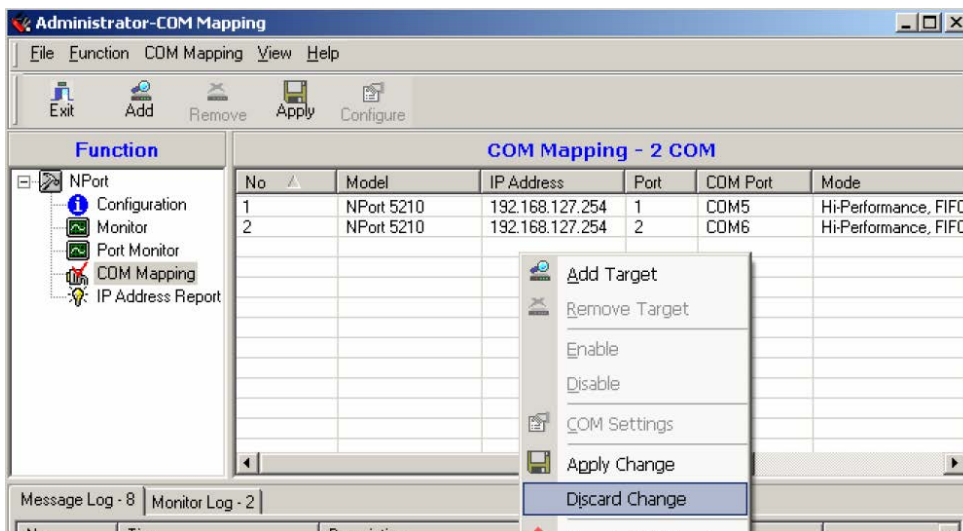 Administrator-COM Mapping
File Function COM Mapping View Help
Exit Add Remove Apply Configure
Function
COM Mapping - 2 COM
NPort
Configuration
Monitor
Port Monitor
COM Mapping
IP Address Report
No Model IP Address Port COM Port Mode
1 NPort 5210 192.168.127.254 1 COM5 Hi-Performance, FIFO
2 NPort 5210 192.168.127.254 2 COM6 Hi-Performance, FIFO
Add Target
Remove Target
Enable
Disable
COM Settings
Apply Change
Discard Change
Message Log - 8 Monitor Log - 2